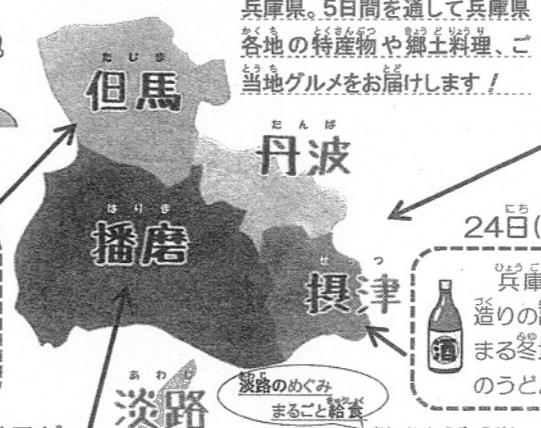 兵庫県。5日間を通して兵庫県
各地の特産物や郷土料理、ご
当地グルメをお届けします！
但馬
丹波
播磨
摂津
淡路
淡路のめぐみ
まるごと給食
24日(
兵庫
造りの
酒
まる冬
のうど